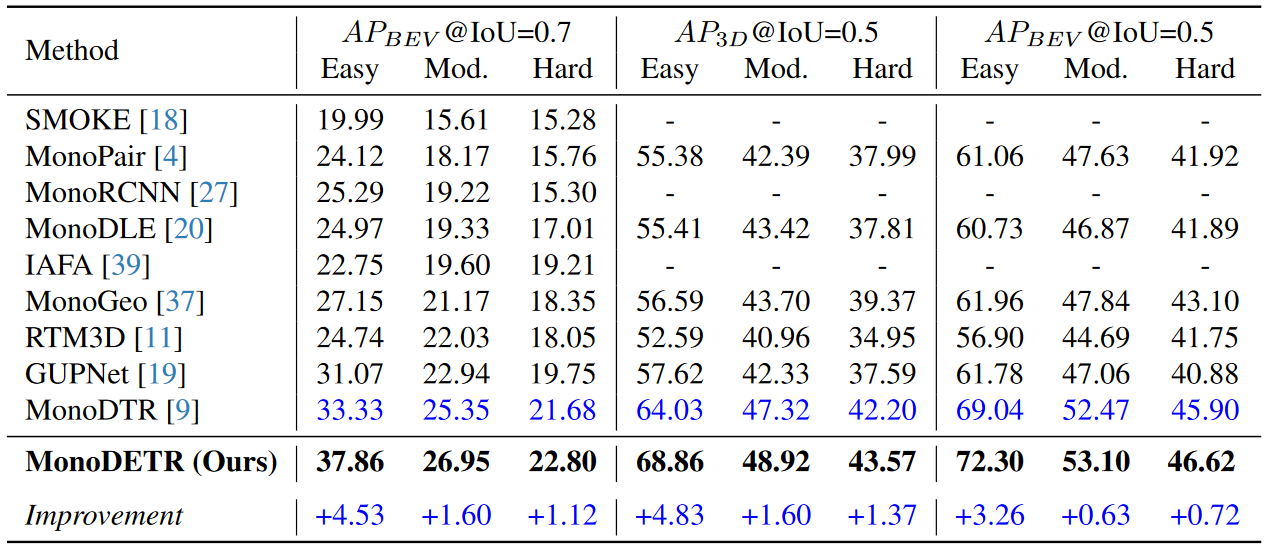 Method AP_BEV@IoU=0.7 AP_3D@IoU=0.5 AP_BEV@IoU=0.5
Easy Mod. Hard Easy Mod. Hard Easy Mod. Hard
SMOKE [18] 19.99 15.61 15.28 - - - - - -
MonoPair [4] 24.12 18.17 15.76 55.38 42.39 37.99 61.06 47.63 41.92
MonoRCNN [27] 25.29 19.22 15.30 - - - - - -
MonoDLE [20] 24.97 19.33 17.01 55.41 43.42 37.81 60.73 46.87 41.89
IAFA [39] 22.75 19.60 19.21 - - - - - -
MonoGeo [37] 27.15 21.17 18.35 56.59 43.70 39.37 61.96 47.84 43.10
RTM3D [11] 24.74 22.03 18.05 52.59 40.96 34.95 56.90 44.69 41.75
GUPNet [19] 31.07 22.94 19.75 57.62 42.33 37.59 61.78 47.06 40.88
MonoDTR [9] 33.33 25.35 21.68 64.03 47.32 42.20 69.04 52.47 45.90
MonoDETR (Ours) 37.86 26.95 22.80 68.86 48.92 43.57 72.30 53.10 46.62
Improvement +4.53 +1.60 +1.12 +4.83 +1.60 +1.37 +3.26 +0.63 +0.72